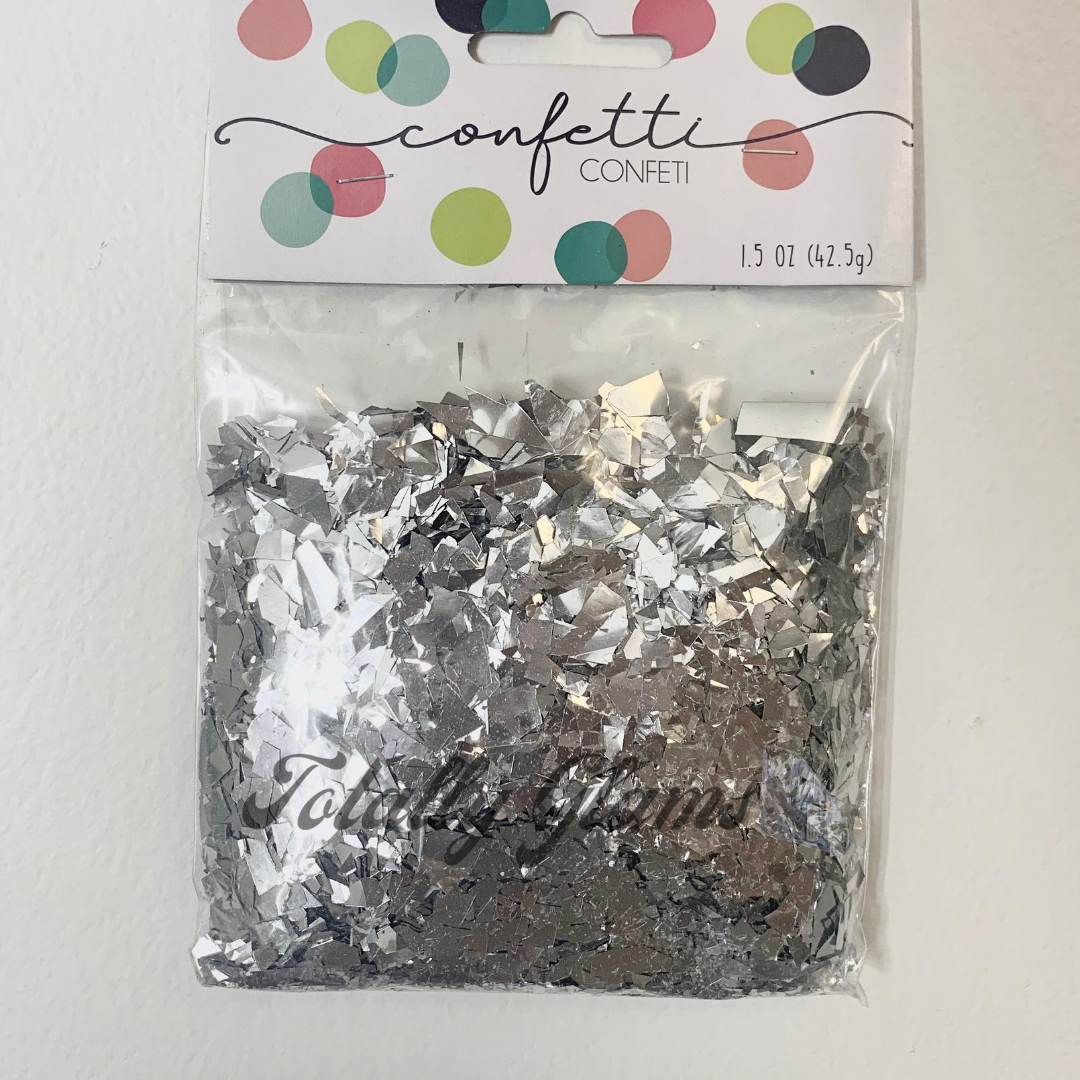 confetti
CONFETI
1.5 OZ (42.5g)
Totally Glams